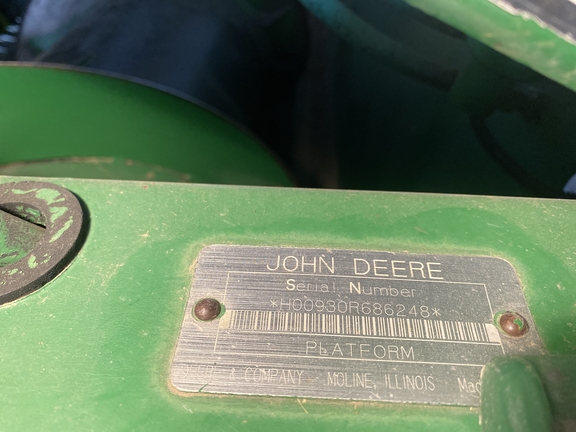 JOHN DEERE
Serial Number
*H00930R686248*
PLATFORM
& COMPANY MOLINE, ILLINOIS